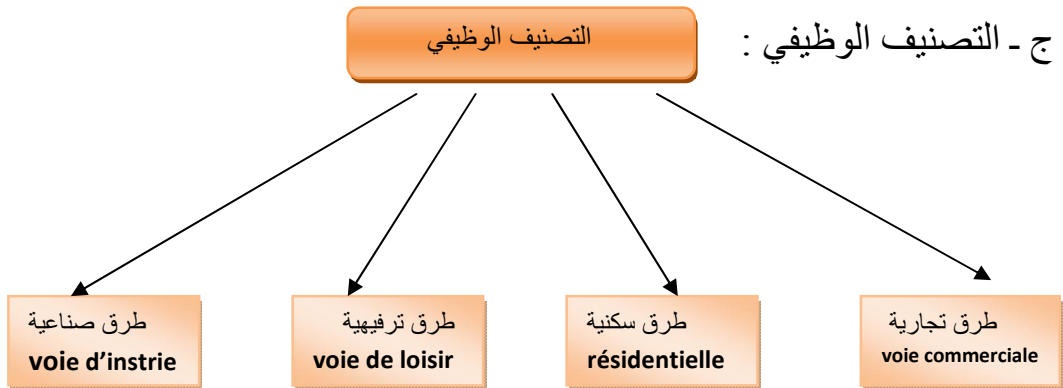 ج ـ التصنيف الوظيفي :
التصنيف الوظيفي
طرق تجارية
voie commerciale
طرق سكنية
résidentielle
طرق ترفيهية
voie de loisir
طرق صناعية
voie d’instrie